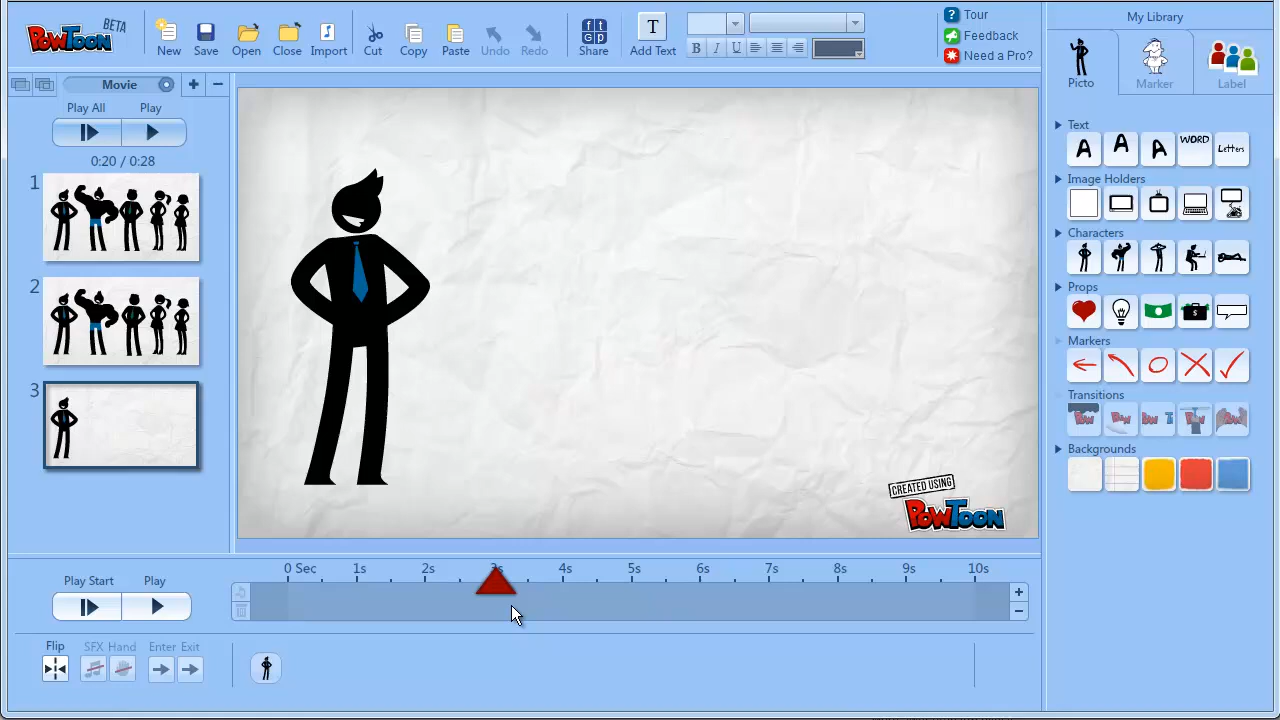 PowToon BETA
New Save Open Close Import Cut Copy Paste Undo Redo Share Add Text
f t
G+ p
T
B I U
Tour
Feedback
Need a Pro?
My Library
Picto Marker Label
Movie
Play All Play
0:20 / 0:28
1
2
3
Text
A A A WORD Letters
Image Holders
Characters
Props
Markers
Transitions
Backgrounds
CREATED USING
PowToon
0 Sec 1s 2s 3s 4s 5s 6s 7s 8s 9s 10s
Play Start Play
Flip SFX Hand Enter Exit